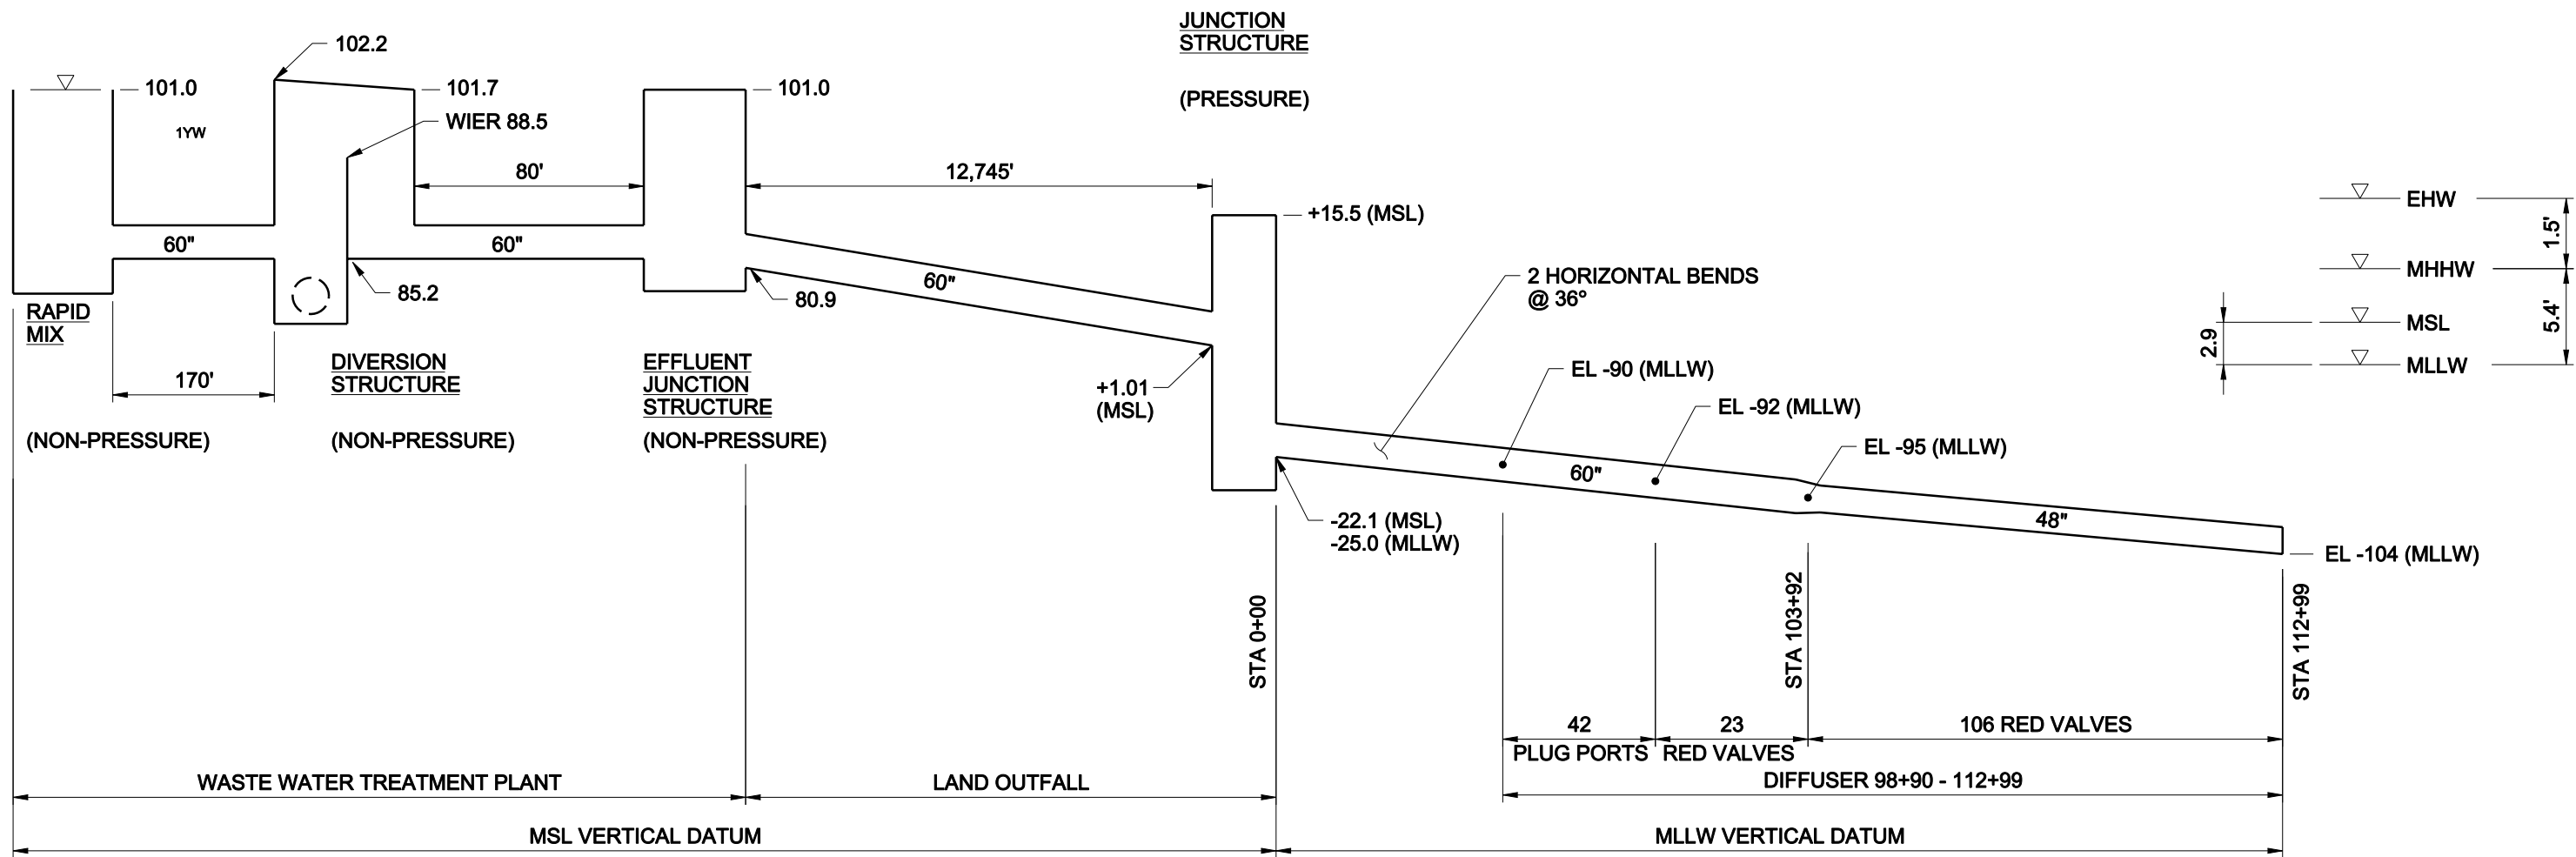 JUNCTION
STRUCTURE
(PRESSURE)
102.2
101.0
101.7
101.0
WIER 88.5
1YW
80'
12,745'
EHW
+15.5 (MSL)
1.5'
60"
60"
MHHW
2 HORIZONTAL BENDS
@ 36°
60"
85.2
80.9
RAPID
MIX
MSL
5.4'
2.9
MLLW
DIVERSION
STRUCTURE
EFFLUENT
JUNCTION
STRUCTURE
170'
+1.01
(MSL)
EL -90 (MLLW)
EL -92 (MLLW)
(NON-PRESSURE)
(NON-PRESSURE)
(NON-PRESSURE)
EL -95 (MLLW)
60"
-22.1 (MSL)
-25.0 (MLLW)
48"
EL -104 (MLLW)
STA 0+00
STA 103+92
STA 112+99
42
PLUG PORTS
23
RED VALVES
106 RED VALVES
WASTE WATER TREATMENT PLANT
LAND OUTFALL
DIFFUSER 98+90 - 112+99
MSL VERTICAL DATUM
MLLW VERTICAL DATUM